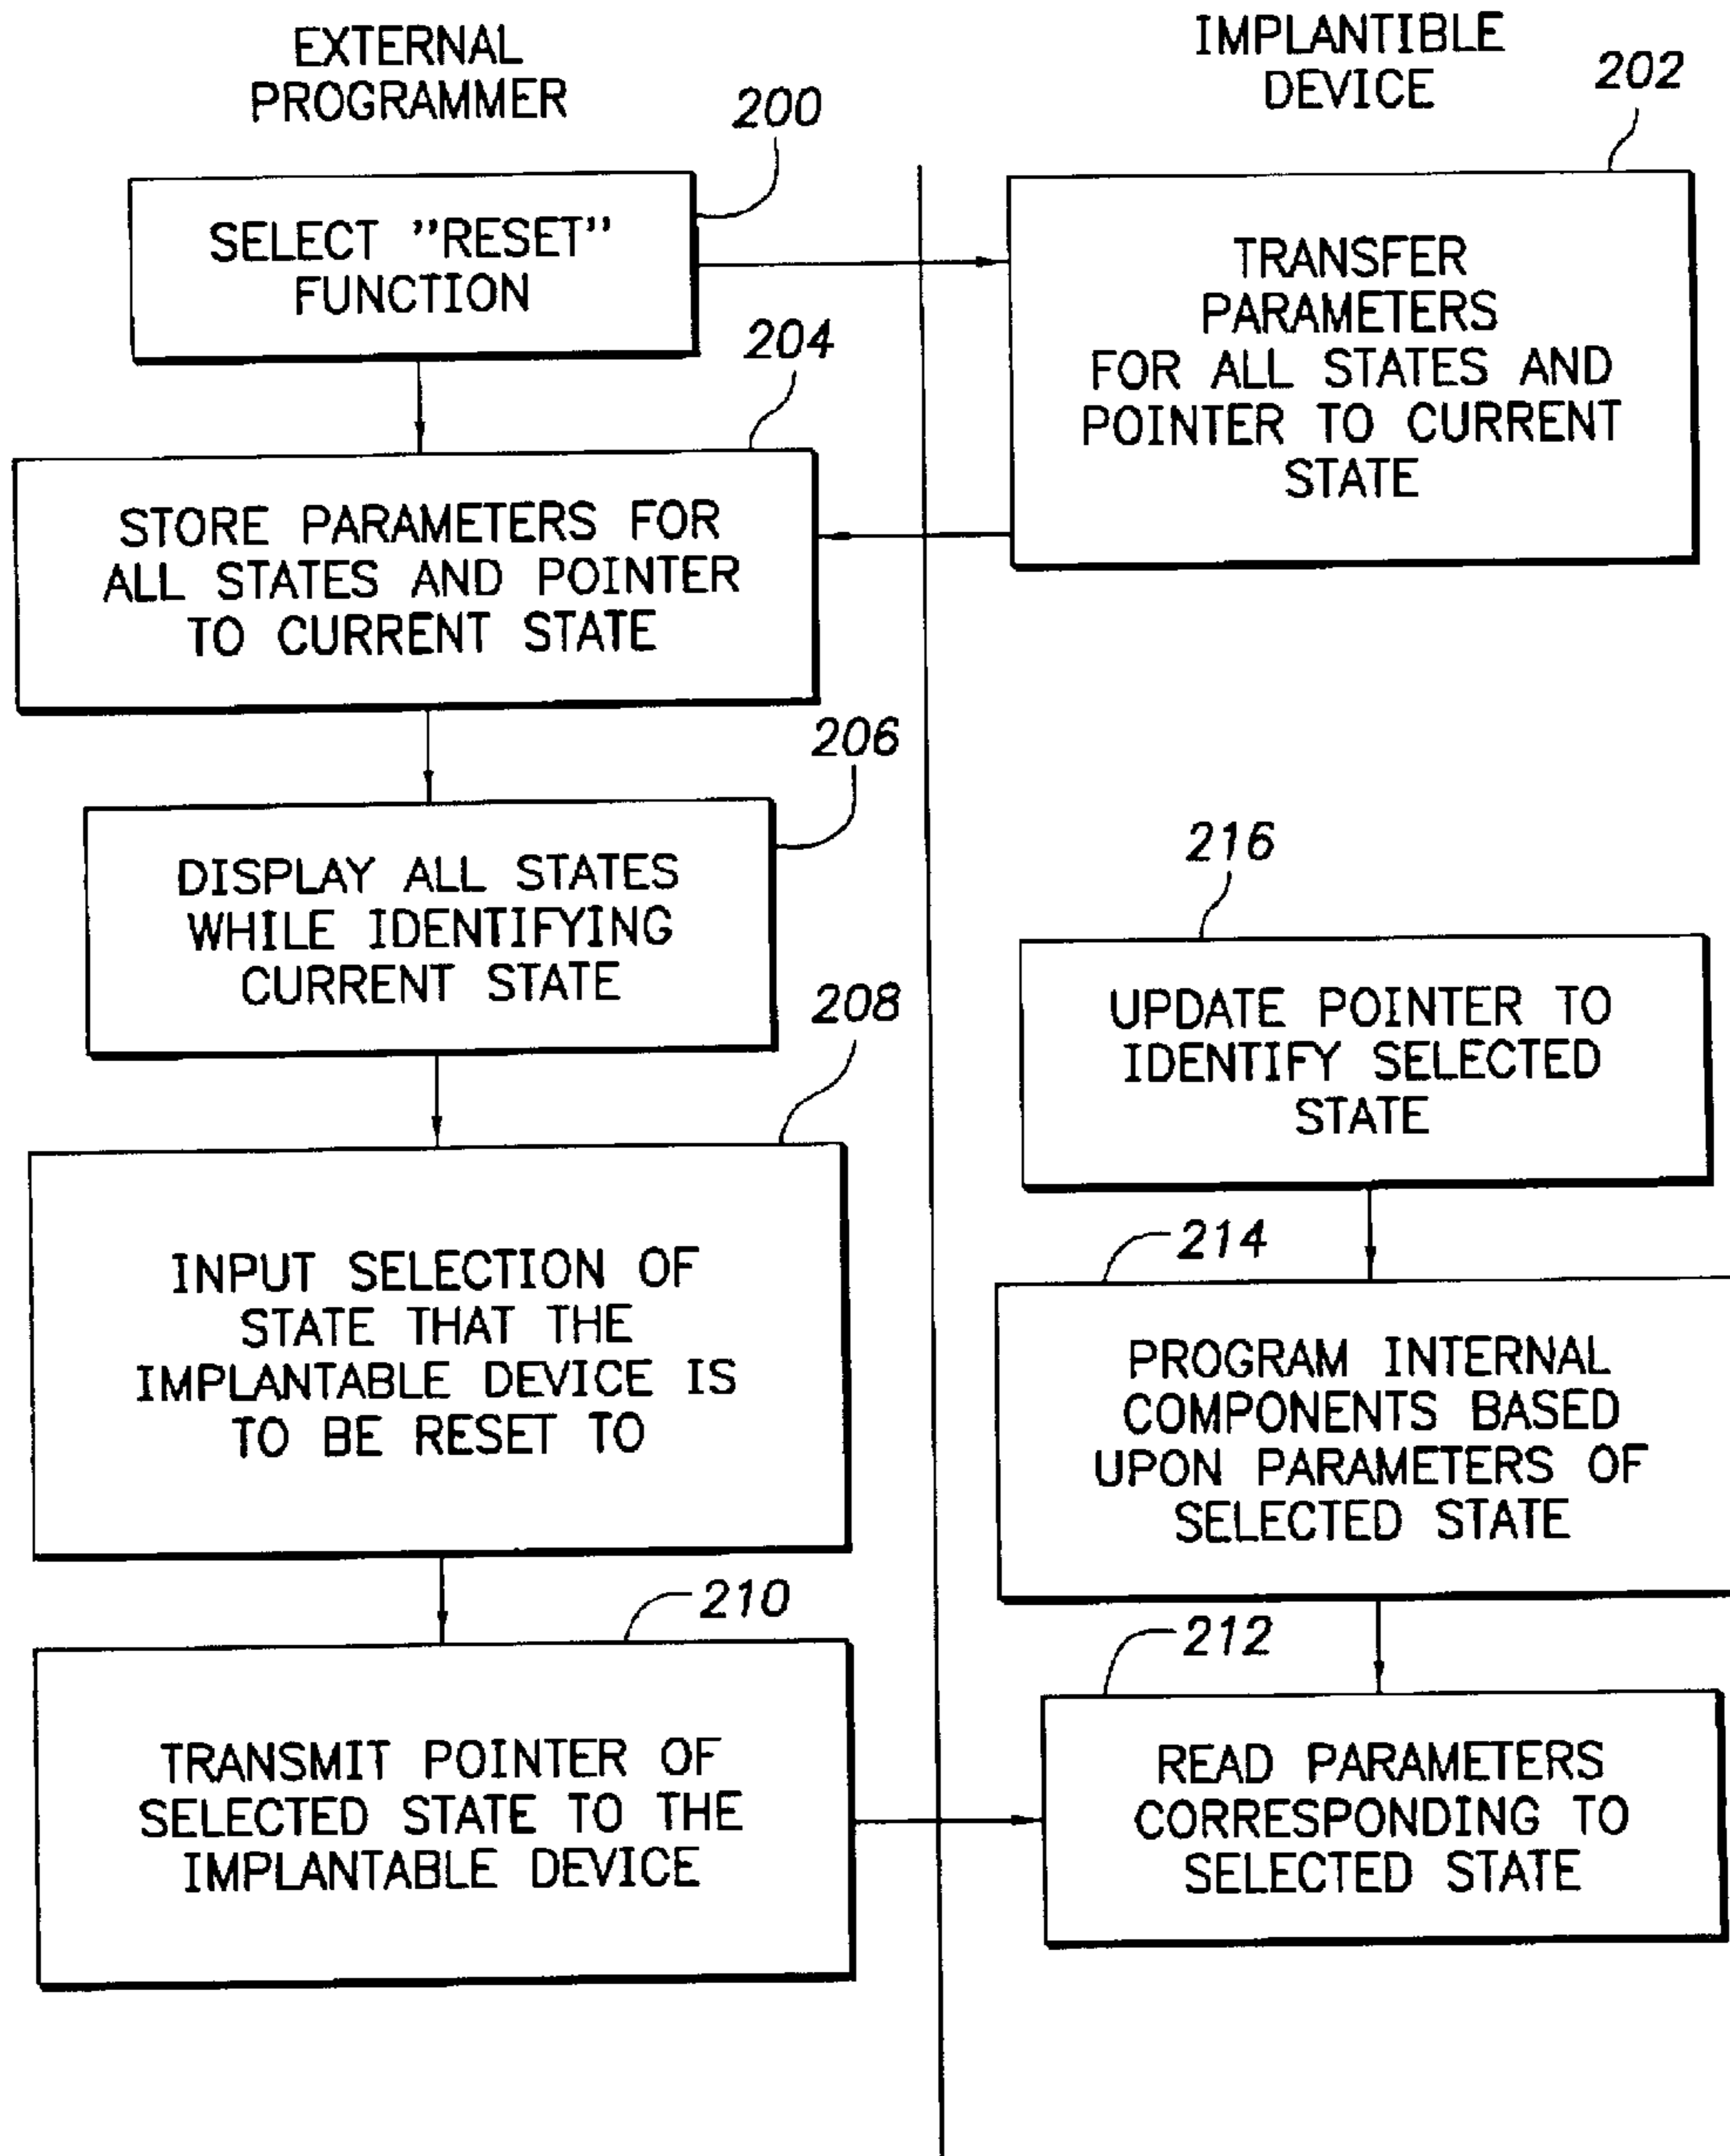 EXTERNAL
PROGRAMMER
IMPLANTIBLE
DEVICE
200
202
SELECT "RESET"
FUNCTION
TRANSFER
PARAMETERS
FOR ALL STATES AND
POINTER TO CURRENT
STATE
204
STORE PARAMETERS FOR
ALL STATES AND POINTER
TO CURRENT STATE
206
DISPLAY ALL STATES
WHILE IDENTIFYING
CURRENT STATE
208
INPUT SELECTION OF
STATE THAT THE
IMPLANTABLE DEVICE IS
TO BE RESET TO
210
TRANSMIT POINTER OF
SELECTED STATE TO THE
IMPLANTABLE DEVICE
216
UPDATE POINTER TO
IDENTIFY SELECTED
STATE
214
PROGRAM INTERNAL
COMPONENTS BASED
UPON PARAMETERS OF
SELECTED STATE
212
READ PARAMETERS
CORRESPONDING TO
SELECTED STATE